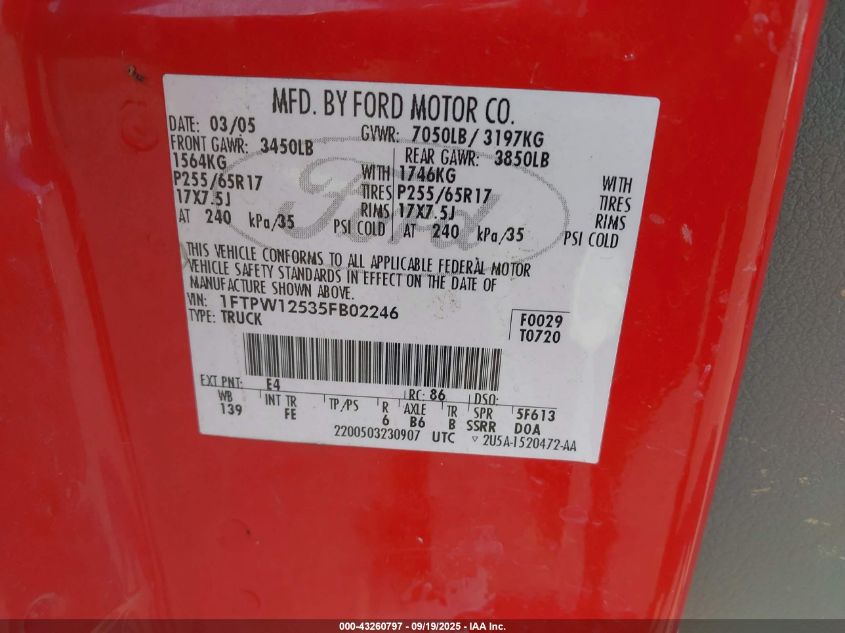 MFD. BY FORD MOTOR CO.
DATE: 03/05 GVWR: 7050LB / 3197KG
FRONT GAWR: 3450LB REAR GAWR: 3850LB
1564KG WITH 1746KG WITH
P255/65R17 TIRES P255/65R17 TIRES
17X7.5J RIMS 17X7.5J RIMS
AT 240 kPa/35 PSI COLD AT 240 kPa/35 PSI COLD
THIS VEHICLE CONFORMS TO ALL APPLICABLE FEDERAL MOTOR
VEHICLE SAFETY STANDARDS IN EFFECT ON THE DATE OF
MANUFACTURE SHOWN ABOVE.
VIN: 1FTPW12535FB02246 F0029
TYPE: TRUCK T0720
EXT PNT: E4 RC: 86 DSO:
WB INT TR TP/PS R AXLE TR SPR 5F613
139 FE 6 B6 B SSRR DOA
2200503230907 UTC ▽ 2U5A-1520472-AA
Ford
000-43260797 - 09/19/2025 - IAA Inc.